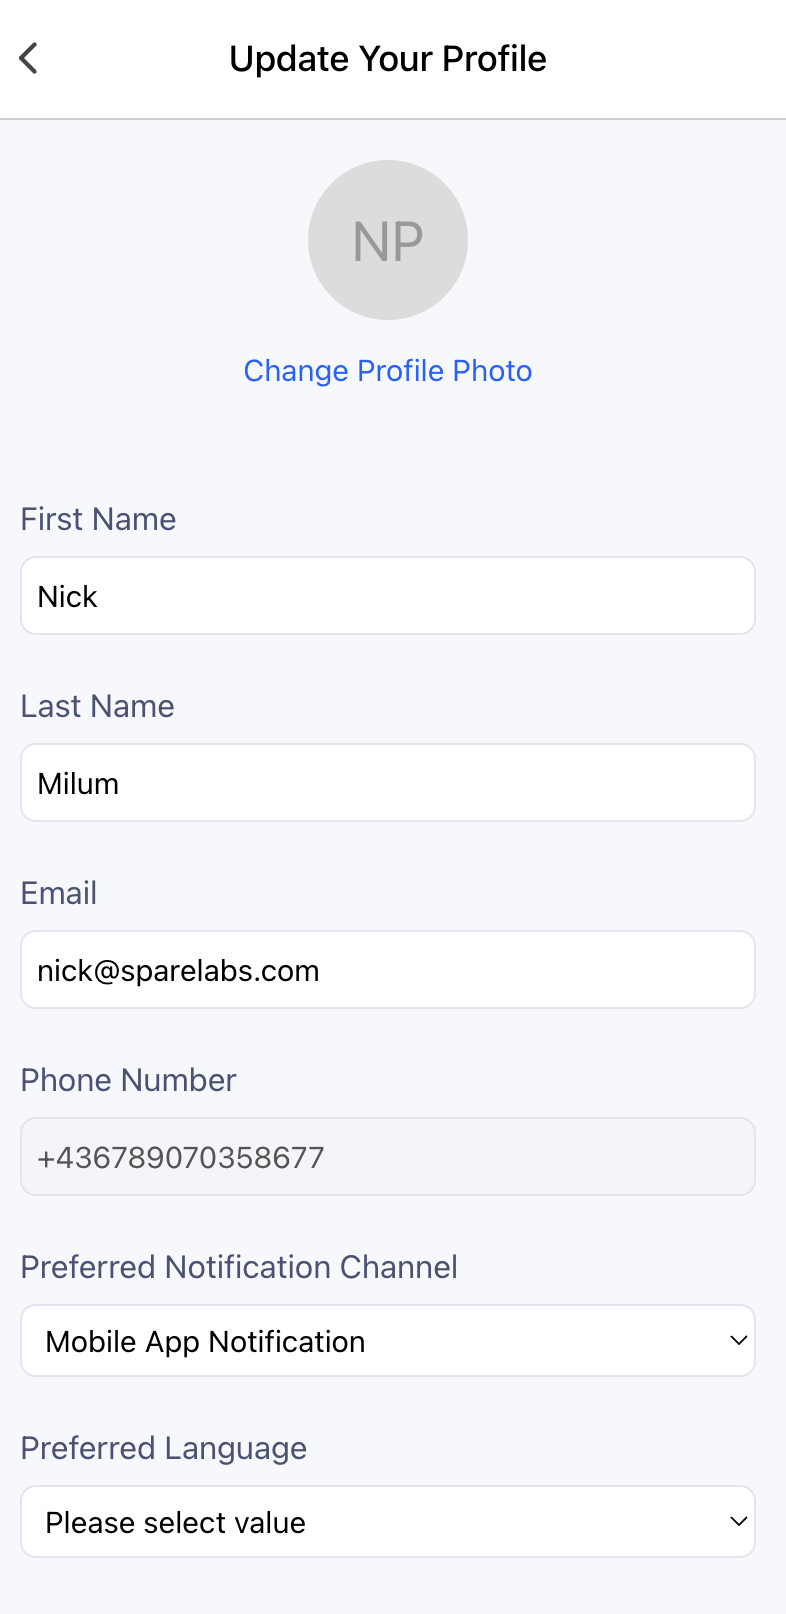 Update Your Profile
NP
Change Profile Photo
First Name
Nick
Last Name
Milum
Email
nick@sparelabs.com
Phone Number
+436789070358677
Preferred Notification Channel
Mobile App Notification
Preferred Language
Please select value